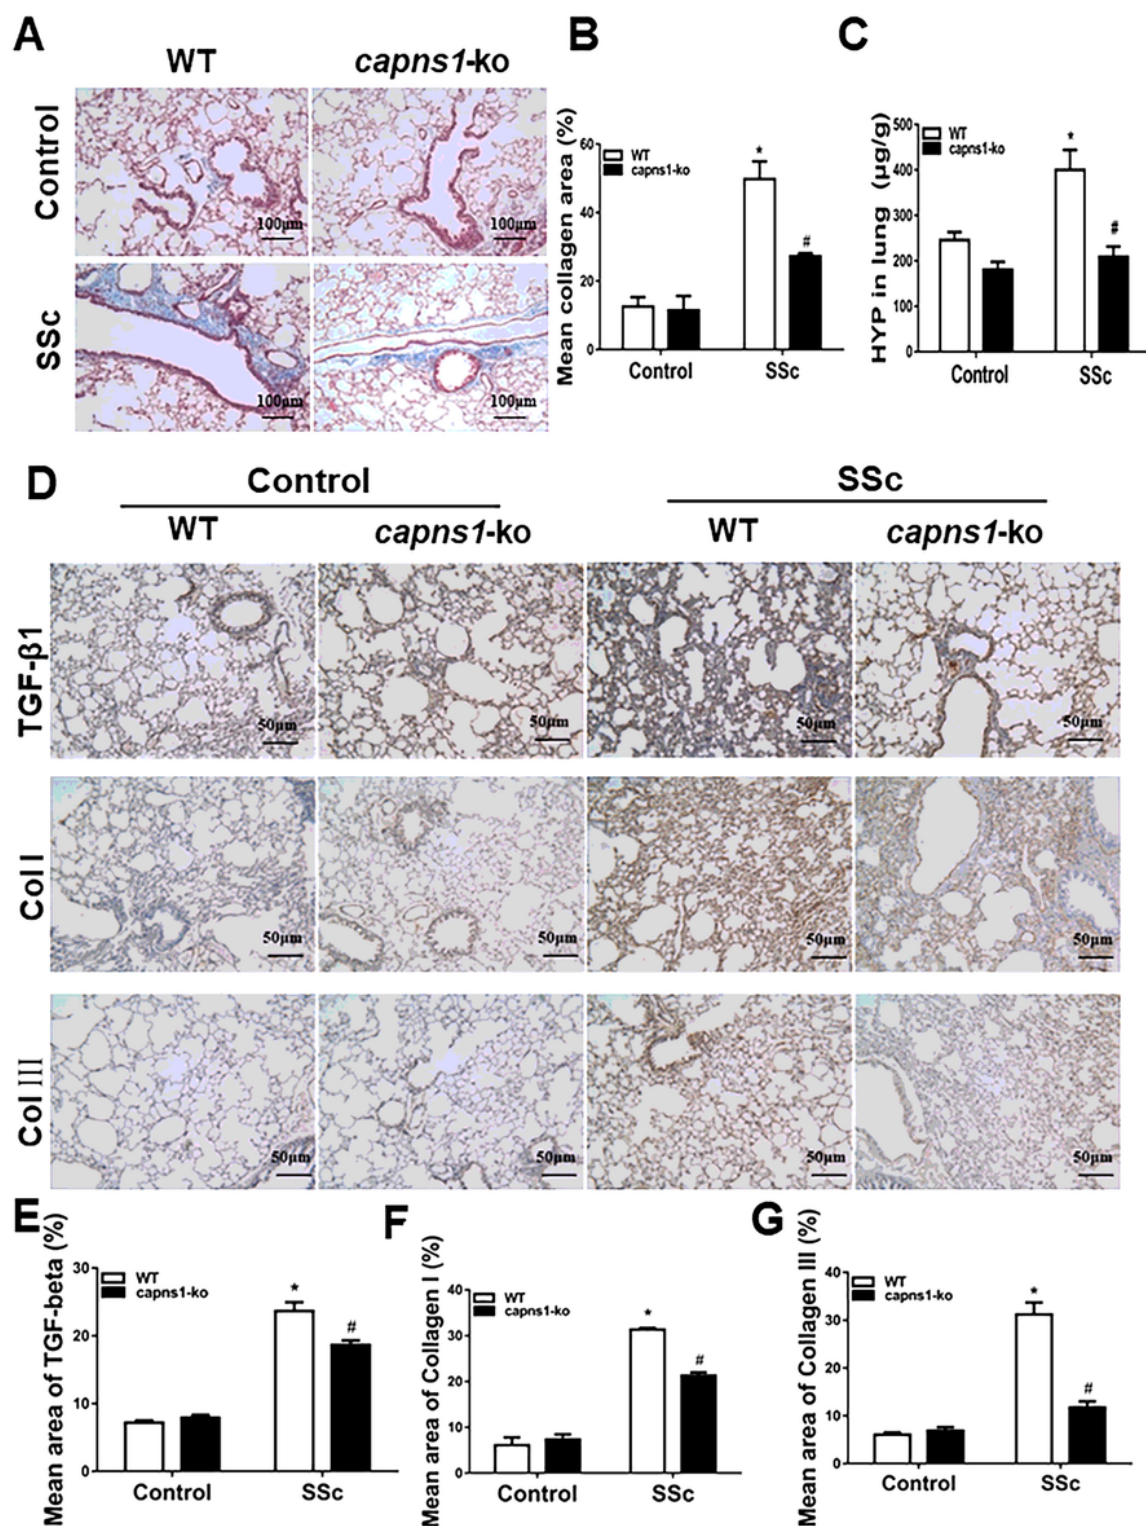 A
WT
capns1-ko
Control
SSc
100μm
100μm
100μm
100μm
B
Mean collagen area (%)
60
40
20
0
WT
capns1-ko
*
#
Control
SSc
C
HYP in lung (μg/g)
500
400
300
200
100
0
WT
capns1-ko
*
#
Control
SSc
D
Control
SSc
WT
capns1-ko
WT
capns1-ko
TGF-β1
50μm
50μm
50μm
50μm
Col I
50μm
50μm
50μm
50μm
Col III
50μm
50μm
50μm
50μm
E
Mean area of TGF-beta (%)
30
20
10
0
WT
capns1-ko
*
#
Control
SSc
F
Mean area of Collagen I (%)
40
30
20
10
0
WT
capns1-ko
*
#
Control
SSc
G
Mean area of Collagen III (%)
40
30
20
10
0
WT
capns1-ko
*
#
Control
SSc